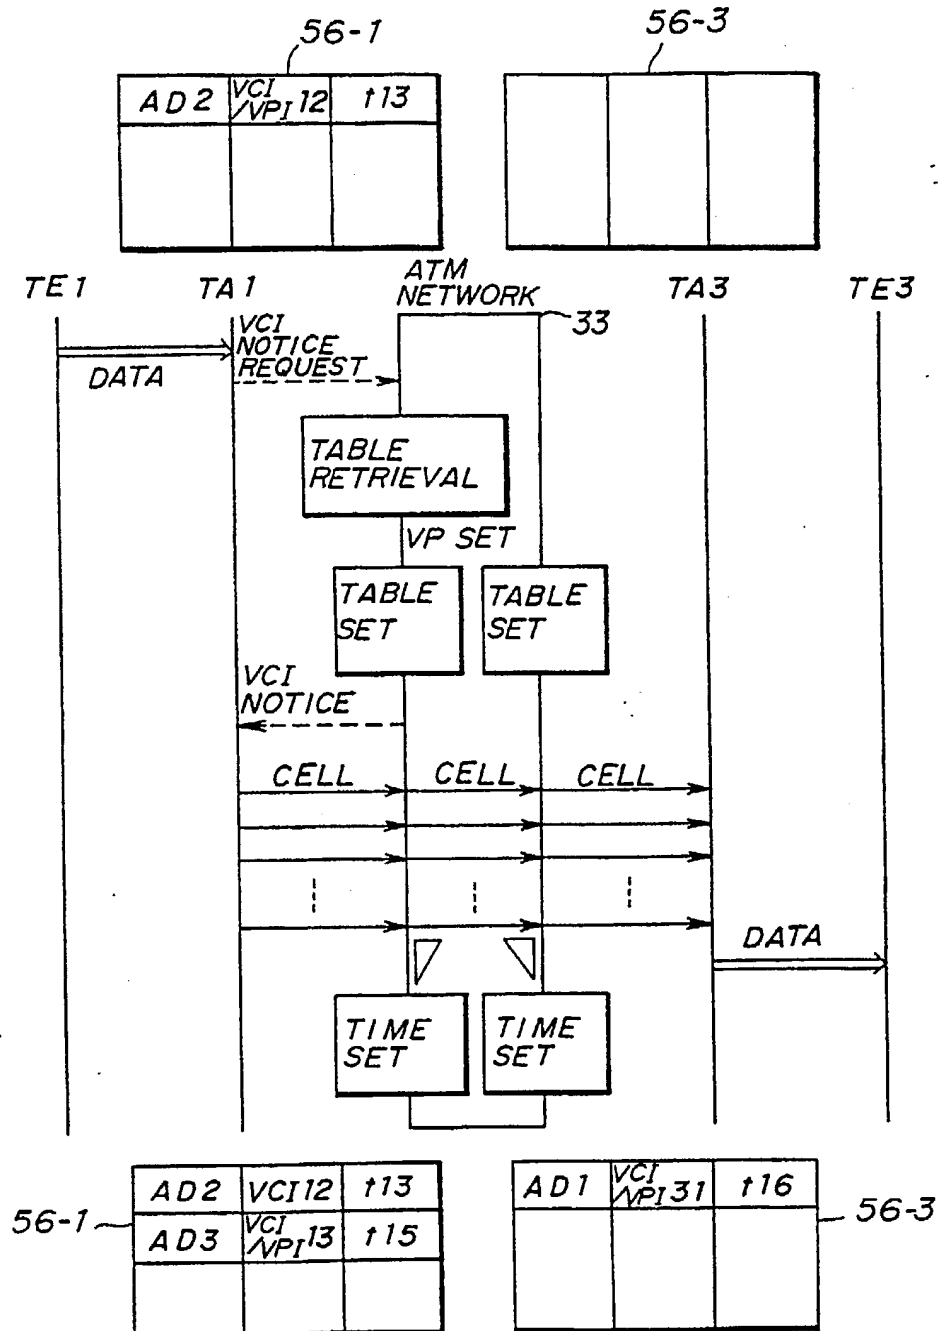 56-1
56-3
AD2 VCI/VPI 12 t13
TE1
TA1
ATM
NETWORK
TA3
TE3
33
VCI
NOTICE
REQUEST
DATA
TABLE
RETRIEVAL
VP SET
TABLE
SET
TABLE
SET
VCI
NOTICE
CELL
CELL
CELL
DATA
TIME
SET
TIME
SET
56-1
AD2 VCI12 t13
AD3 VCI/VPI 13 t15
AD1 VCI/VPI 31 t16
56-3